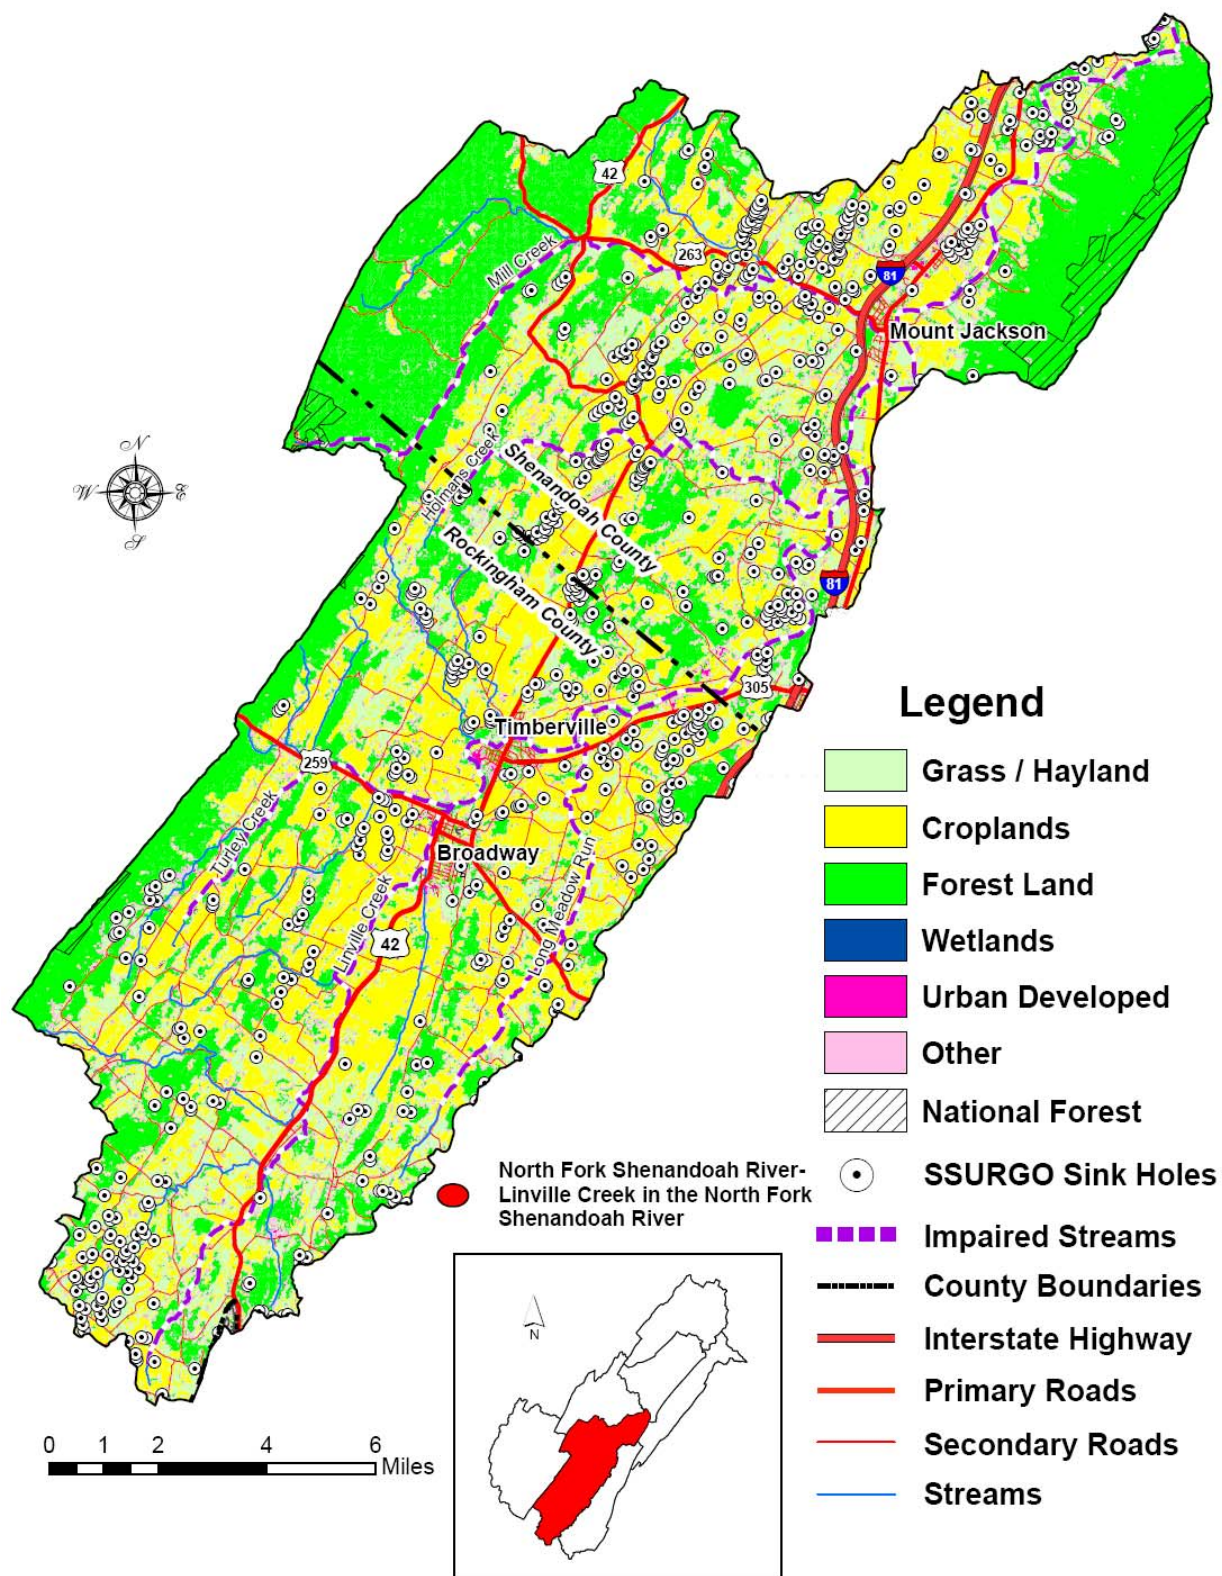 42
Mill Creek
263
81
Mount Jackson
N
W
E
S
Holmans Creek
Shenandoah County
Rockingham County
81
305
Timberville
259
Turley Creek
Broadway
Long Meadow Run
Linville Creek
42
Legend
Grass / Hayland
Croplands
Forest Land
Wetlands
Urban Developed
Other
National Forest
SSURGO Sink Holes
Impaired Streams
County Boundaries
Interstate Highway
Primary Roads
Secondary Roads
Streams
North Fork Shenandoah River-
Linville Creek in the North Fork
Shenandoah River
N
0 1 2 4 6
Miles